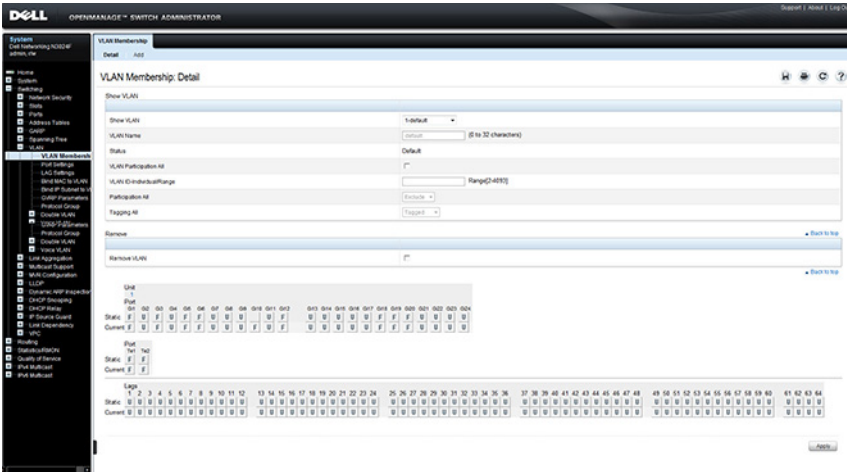 DELL OPENMANAGE™ SWITCH ADMINISTRATOR
Support | About | Log O
System
Dell Networking N3024F
admin, r/w
Home
System
Switching
Network Security
Slots
Ports
Address Tables
GARP
Spanning Tree
VLAN
VLAN Membersh
Port Settings
LAG Settings
Bind MAC to VLAN
Bind IP Subnet to V
GVRP Parameters
Protocol Group
Double VLAN
Protocol Group
Double VLAN
Voice VLAN
Link Aggregation
Multicast Support
MVR Configuration
LLDP
Dynamic ARP Inspection
DHCP Snooping
DHCP Relay
IP Source Guard
Link Dependency
VPC
Routing
Statistics/RMON
Quality of Service
IPv4 Multicast
IPv6 Multicast
VLAN Membership
Detail Add
VLAN Membership: Detail
Show VLAN
Show VLAN 1-default
VLAN Name default (0 to 32 characters)
Status Default
VLAN Participation All
VLAN ID-Individual/Range Range[2-4093]
Participation All Exclude
Tagging All Tagged
Remove Back to top
Remove VLAN
Back to top
Unit
1
Port
Gi1 Gi2 Gi3 Gi4 Gi5 Gi6 Gi7 Gi8 Gi9 Gi10 Gi11 Gi12 Gi13 Gi14 Gi15 Gi16 Gi17 Gi18 Gi19 Gi20 Gi21 Gi22 Gi23 Gi24
Static
Current
Port
Te1 Te2
Static F F
Current F F
Lags
1 2 3 4 5 6 7 8 9 10 11 12 13 14 15 16 17 18 19 20 21 22 23 24 25 26 27 28 29 30 31 32 33 34 35 36 37 38 39 40 41 42 43 44 45 46 47 48 49 50 51 52 53 54 55 56 57 58 59 60 61 62 63 64
Static
Current
Apply